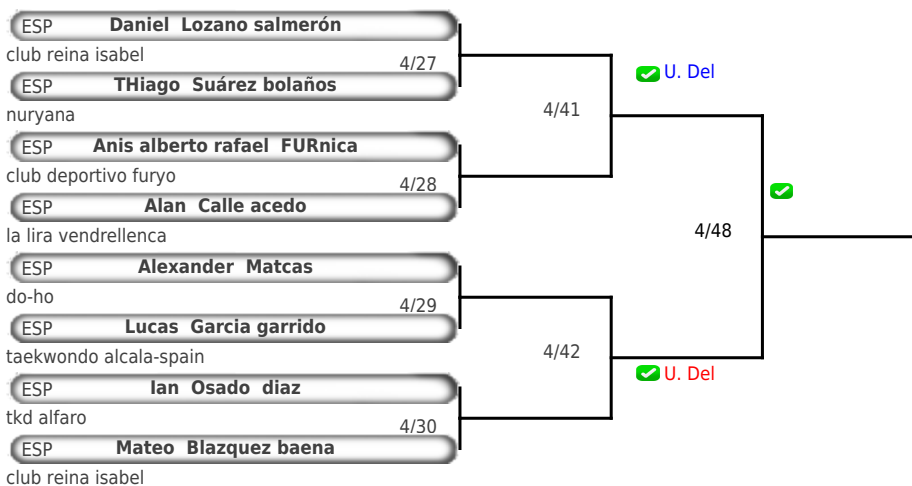 ESP Daniel Lozano salmerón
club reina isabel
4/27
ESP THiago Suárez bolaños
U. Del
nuryana
4/41
ESP Anis alberto rafael FURnica
club deportivo furyo
4/28
ESP Alan Calle acedo
la lira vendrellenca
4/48
ESP Alexander Matcas
do-ho
4/29
ESP Lucas Garcia garrido
taekwondo alcala-spain
4/42
ESP Ian Osado diaz
U. Del
tkd alfaro
4/30
ESP Mateo Blazquez baena
club reina isabel